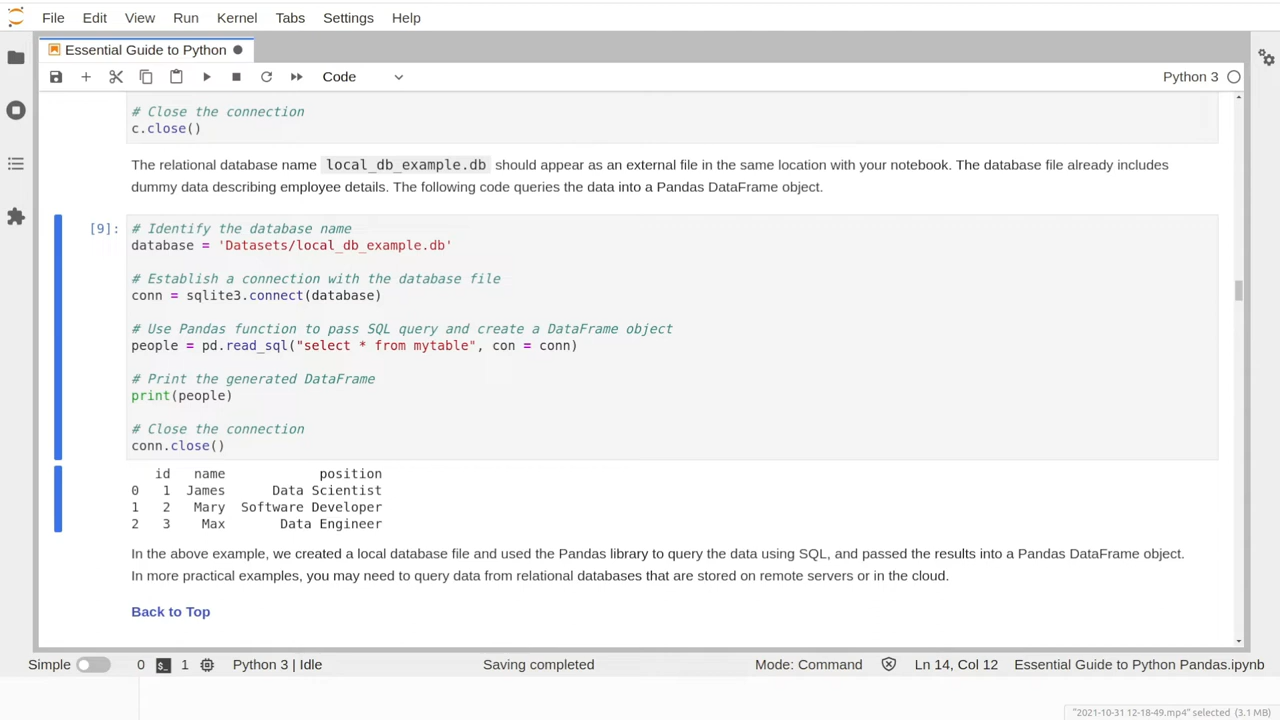 File Edit View Run Kernel Tabs Settings Help
Essential Guide to Python
Code
Python 3
# Close the connection
c.close()
The relational database name local_db_example.db should appear as an external file in the same location with your notebook. The database file already includes
dummy data describing employee details. The following code queries the data into a Pandas DataFrame object.
[9]: # Identify the database name
database = 'Datasets/local_db_example.db'
# Establish a connection with the database file
conn = sqlite3.connect(database)
# Use Pandas function to pass SQL query and create a DataFrame object
people = pd.read_sql("select * from mytable", con = conn)
# Print the generated DataFrame
print(people)
# Close the connection
conn.close()
id name position
0 1 James Data Scientist
1 2 Mary Software Developer
2 3 Max Data Engineer
In the above example, we created a local database file and used the Pandas library to query the data using SQL, and passed the results into a Pandas DataFrame object.
In more practical examples, you may need to query data from relational databases that are stored on remote servers or in the cloud.
Back to Top
Simple 0 $_ 1 Python 3 | Idle Saving completed Mode: Command Ln 14, Col 12 Essential Guide to Python Pandas.ipynb
"2021-10-31 12-18-49.mp4" selected (3.1 MB)